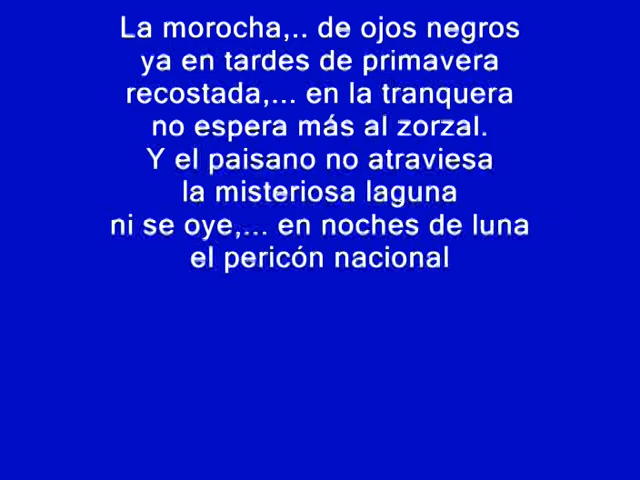 La morocha,.. de ojos negros
ya en tardes de primavera
recostada,... en la tranquera
no espera más al zorzal.
Y el paisano no atraviesa
la misteriosa laguna
ni se oye,... en noches de luna
el pericón nacional